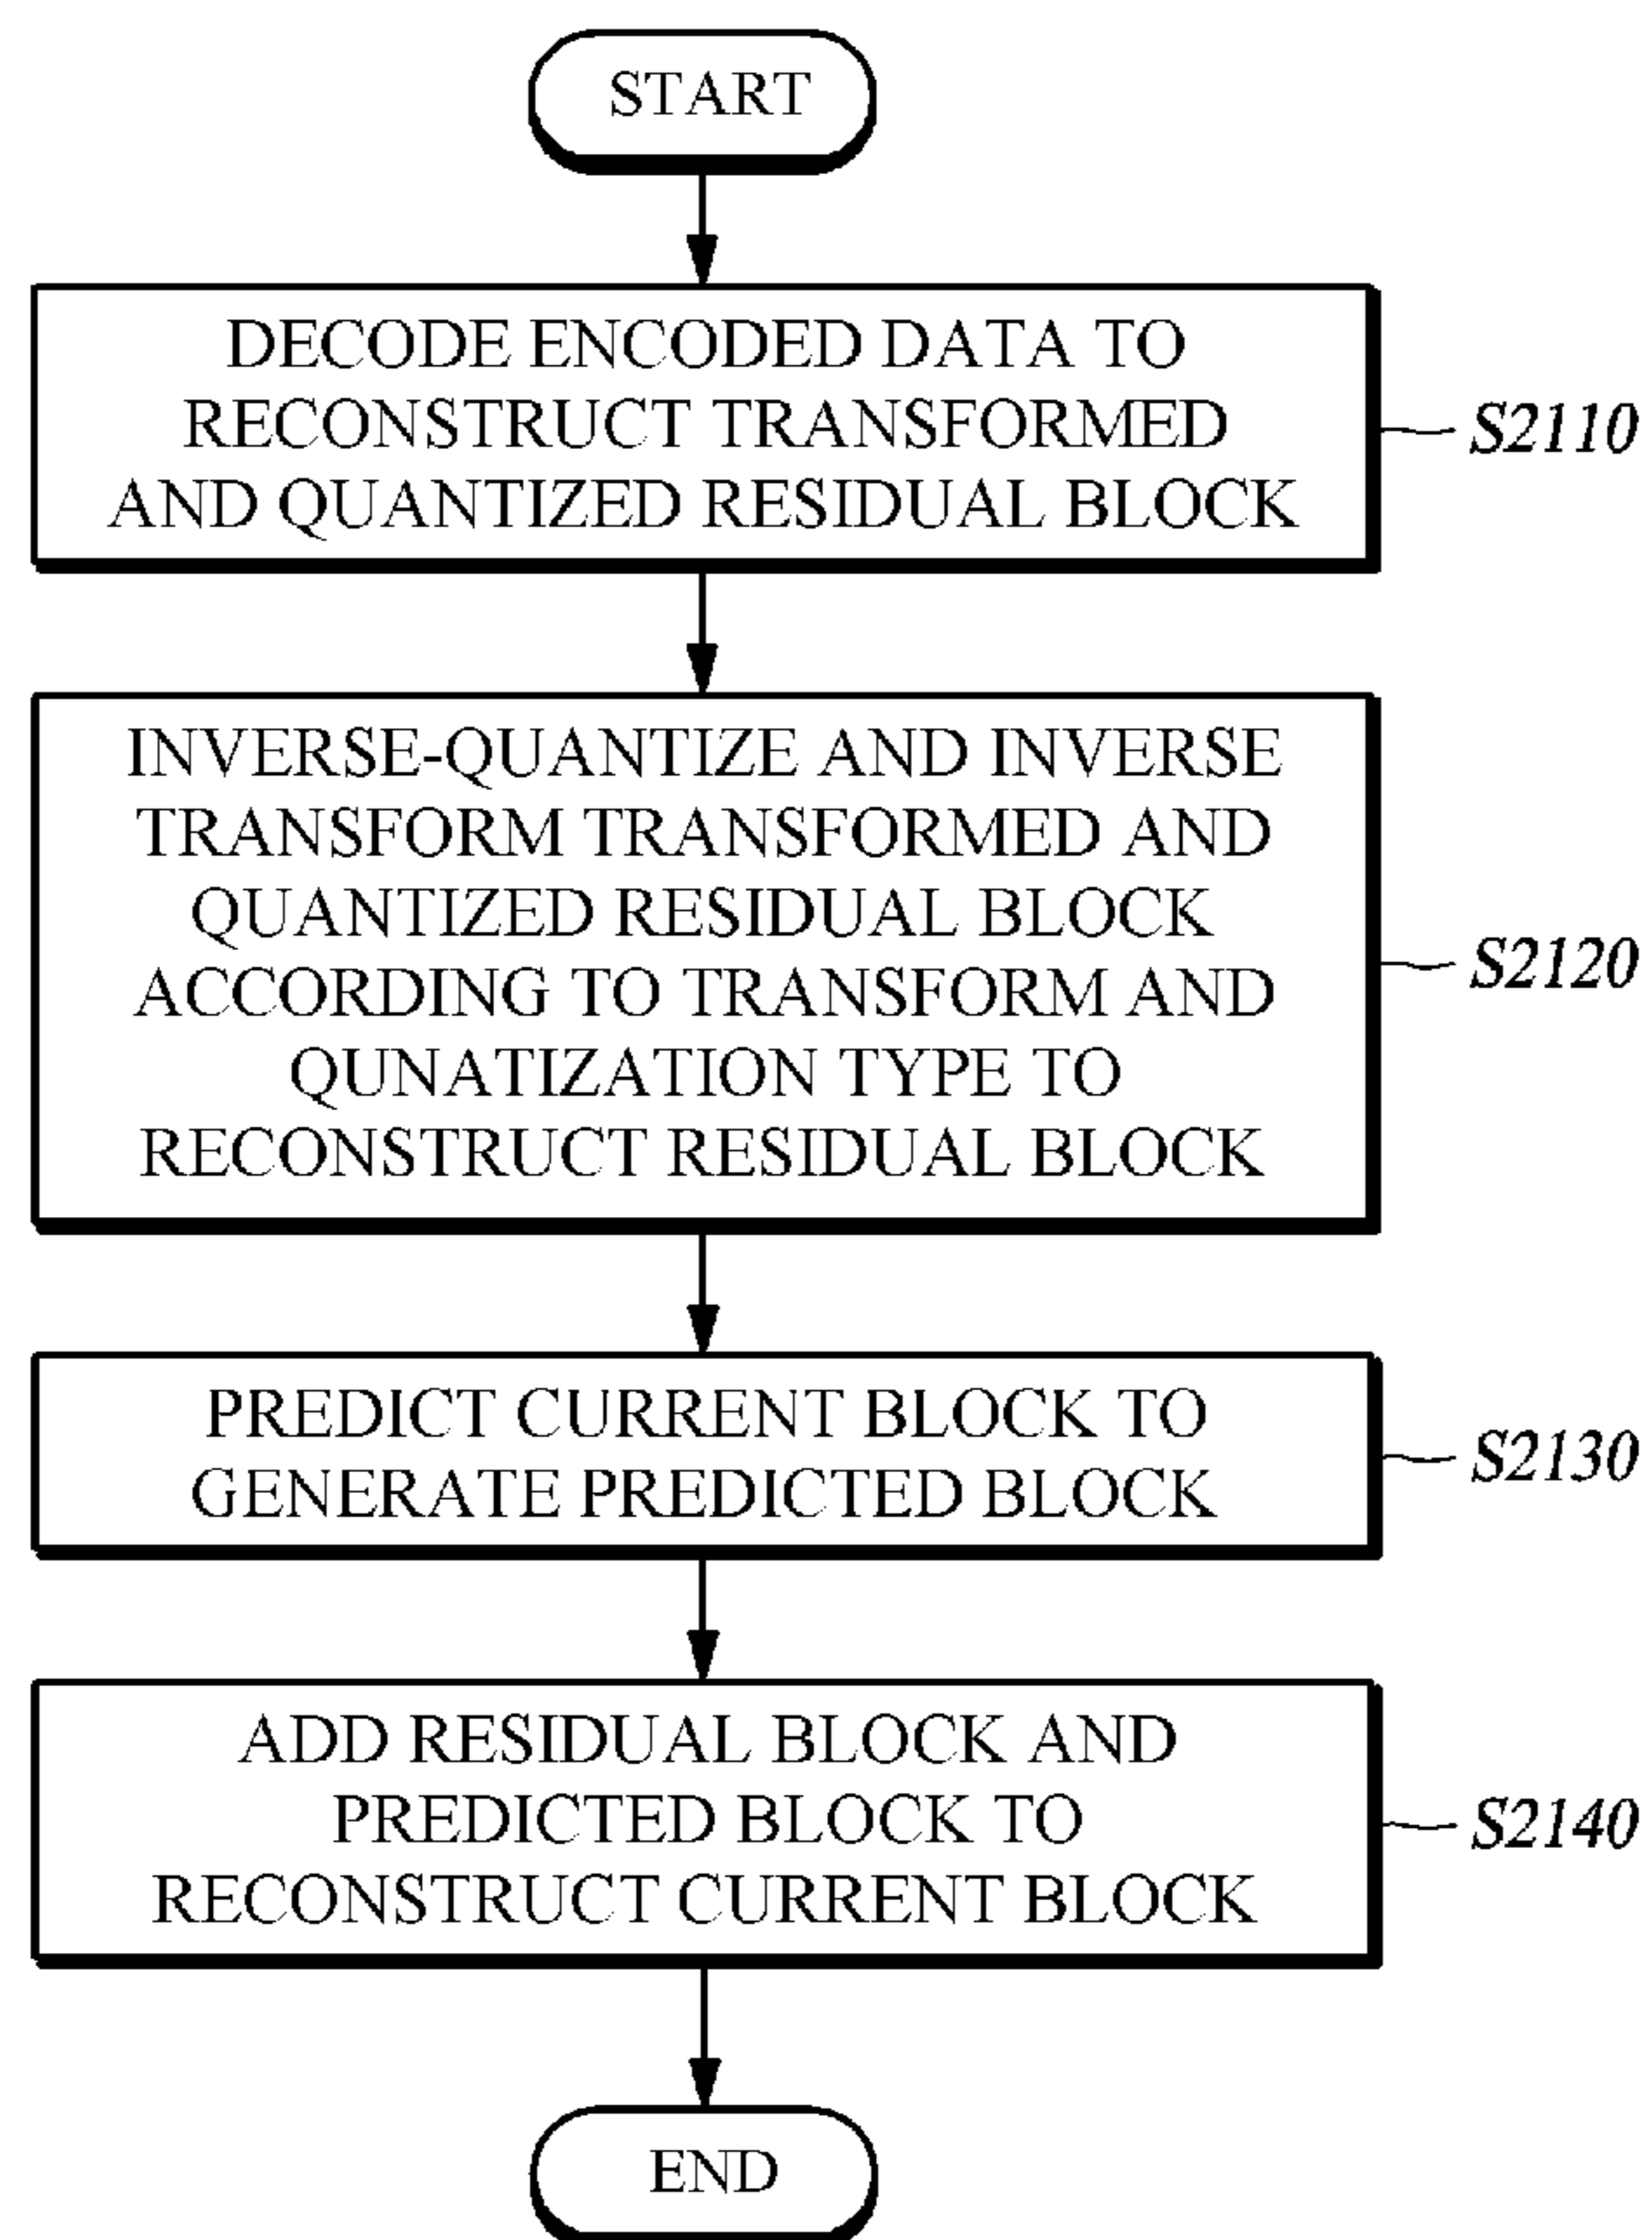 START
DECODE ENCODED DATA TO
RECONSTRUCT TRANSFORMED
AND QUANTIZED RESIDUAL BLOCK
S2110
INVERSE-QUANTIZE AND INVERSE
TRANSFORM TRANSFORMED AND
QUANTIZED RESIDUAL BLOCK
ACCORDING TO TRANSFORM AND
QUNATIZATION TYPE TO
RECONSTRUCT RESIDUAL BLOCK
S2120
PREDICT CURRENT BLOCK TO
GENERATE PREDICTED BLOCK
S2130
ADD RESIDUAL BLOCK AND
PREDICTED BLOCK TO
RECONSTRUCT CURRENT BLOCK
S2140
END